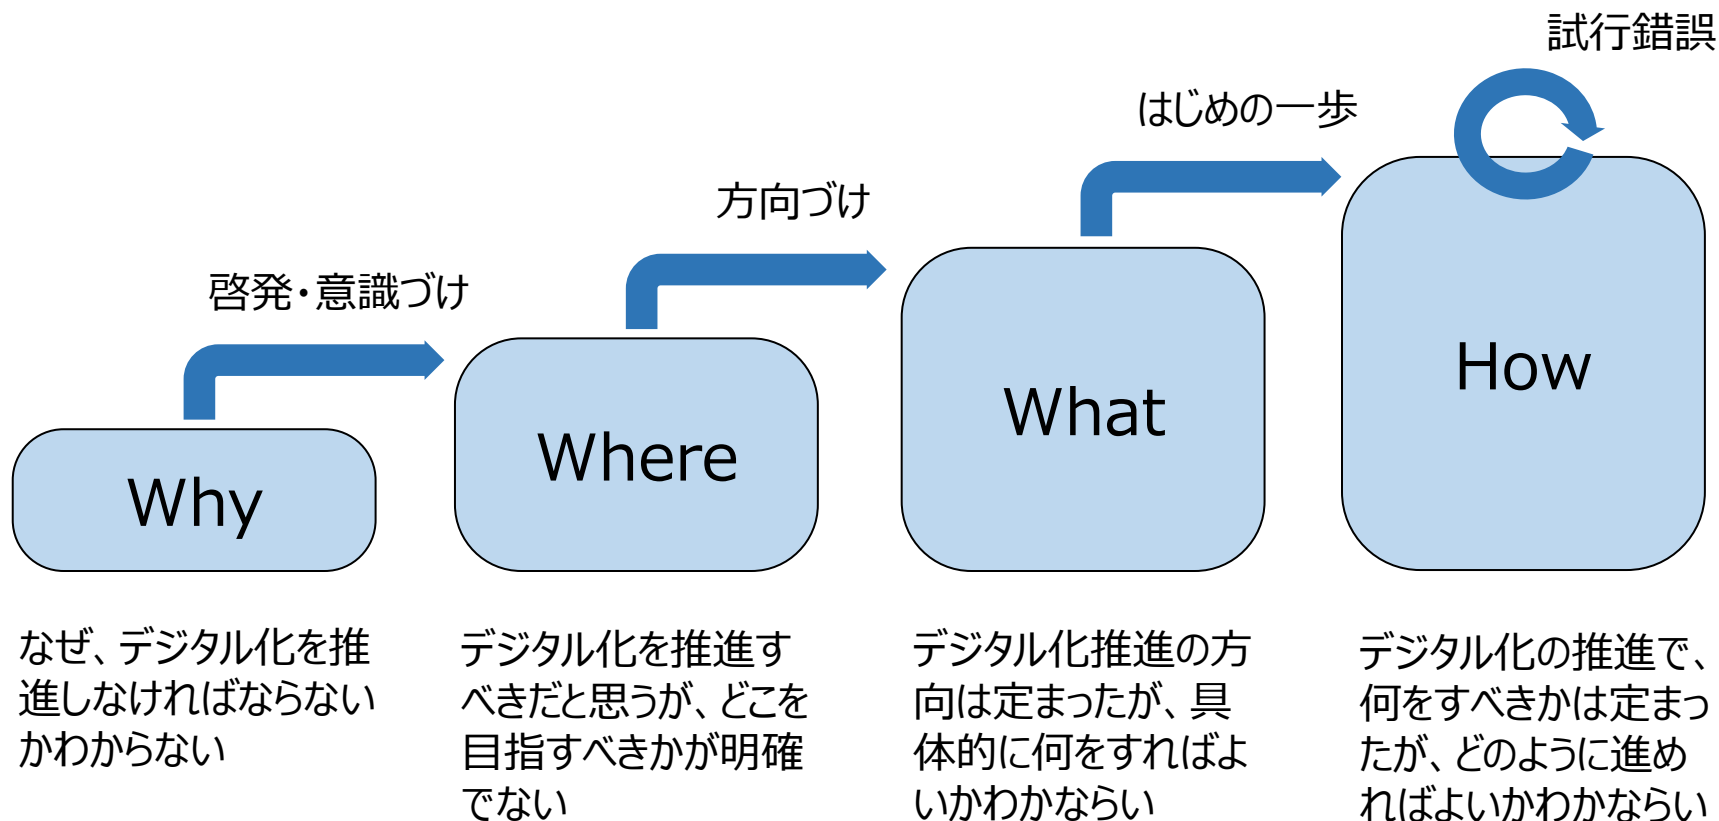 試行錯誤
はじめの一歩
方向づけ
啓発・意識づけ
Why
Where
What
How
なぜ、デジタル化を推
進しなければならない
かわからない
デジタル化を推進す
べきだと思うが、どこを
目指すべきかが明確
でない
デジタル化推進の方
向は定まったが、具
体的に何をすればよ
いかわかならい
デジタル化の推進で、
何をすべきかは定まっ
たが、どのように進め
ればよいかわかならい